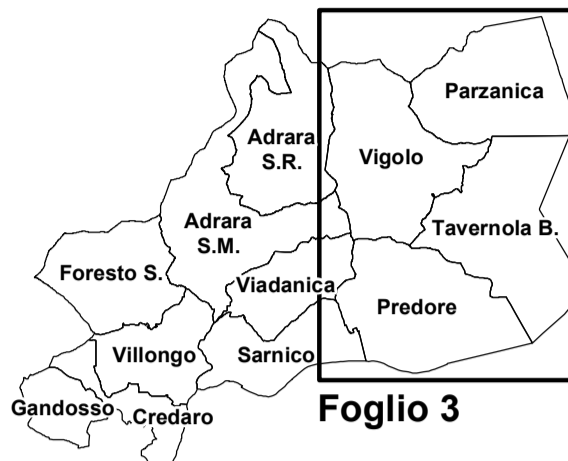 Parzanica
Adrara
S.R.
Vigolo
Adrara
S.M.
Tavernola B.
Foresto S.
Viadanica
Predore
Villongo
Sarnico
Gandosso
Credaro
Foglio 3